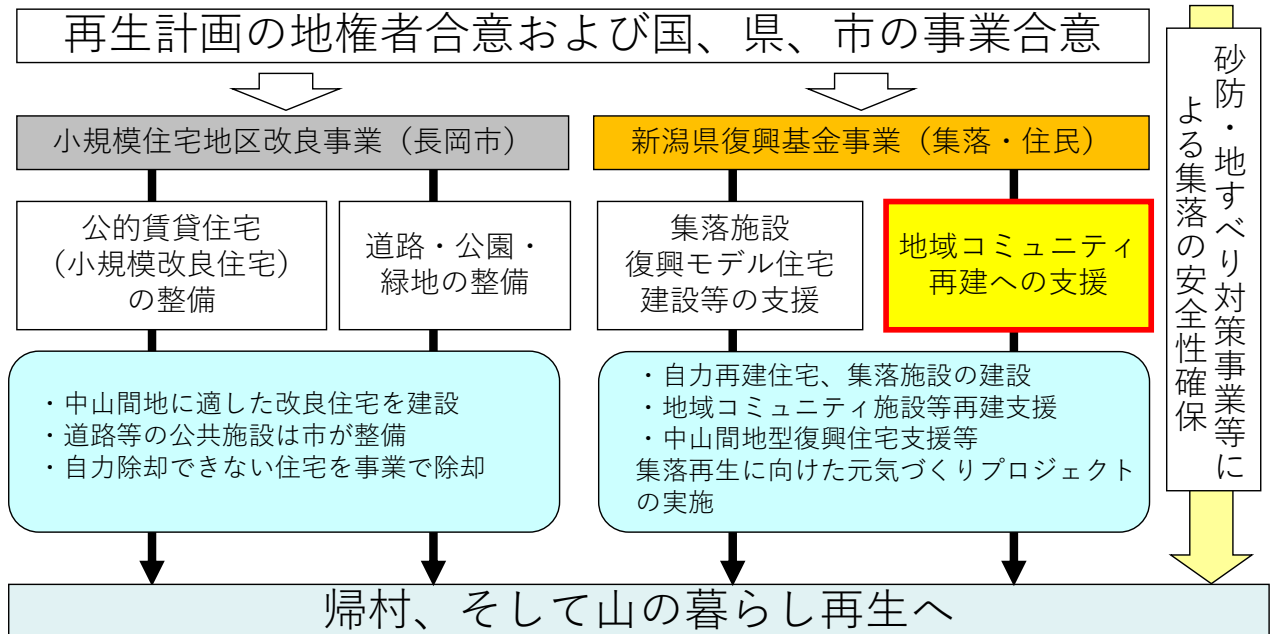 再生計画の地権者合意および国、県、市の事業合意
小規模住宅地区改良事業（長岡市）
新潟県復興基金事業（集落・住民）
公的賃貸住宅
（小規模改良住宅）
の整備
道路・公園・
緑地の整備
集落施設
復興モデル住宅
建設等の支援
地域コミュニティ
再建への支援
・中山間地に適した改良住宅を建設
・道路等の公共施設は市が整備
・自力除却できない住宅を事業で除却
・自力再建住宅、集落施設の建設
・地域コミュニティ施設等再建支援
・中山間地型復興住宅支援等
集落再生に向けた元気づくりプロジェクト
の実施
砂防・地すべり対策事業等に
よる集落の安全性確保
帰村、そして山の暮らし再生へ